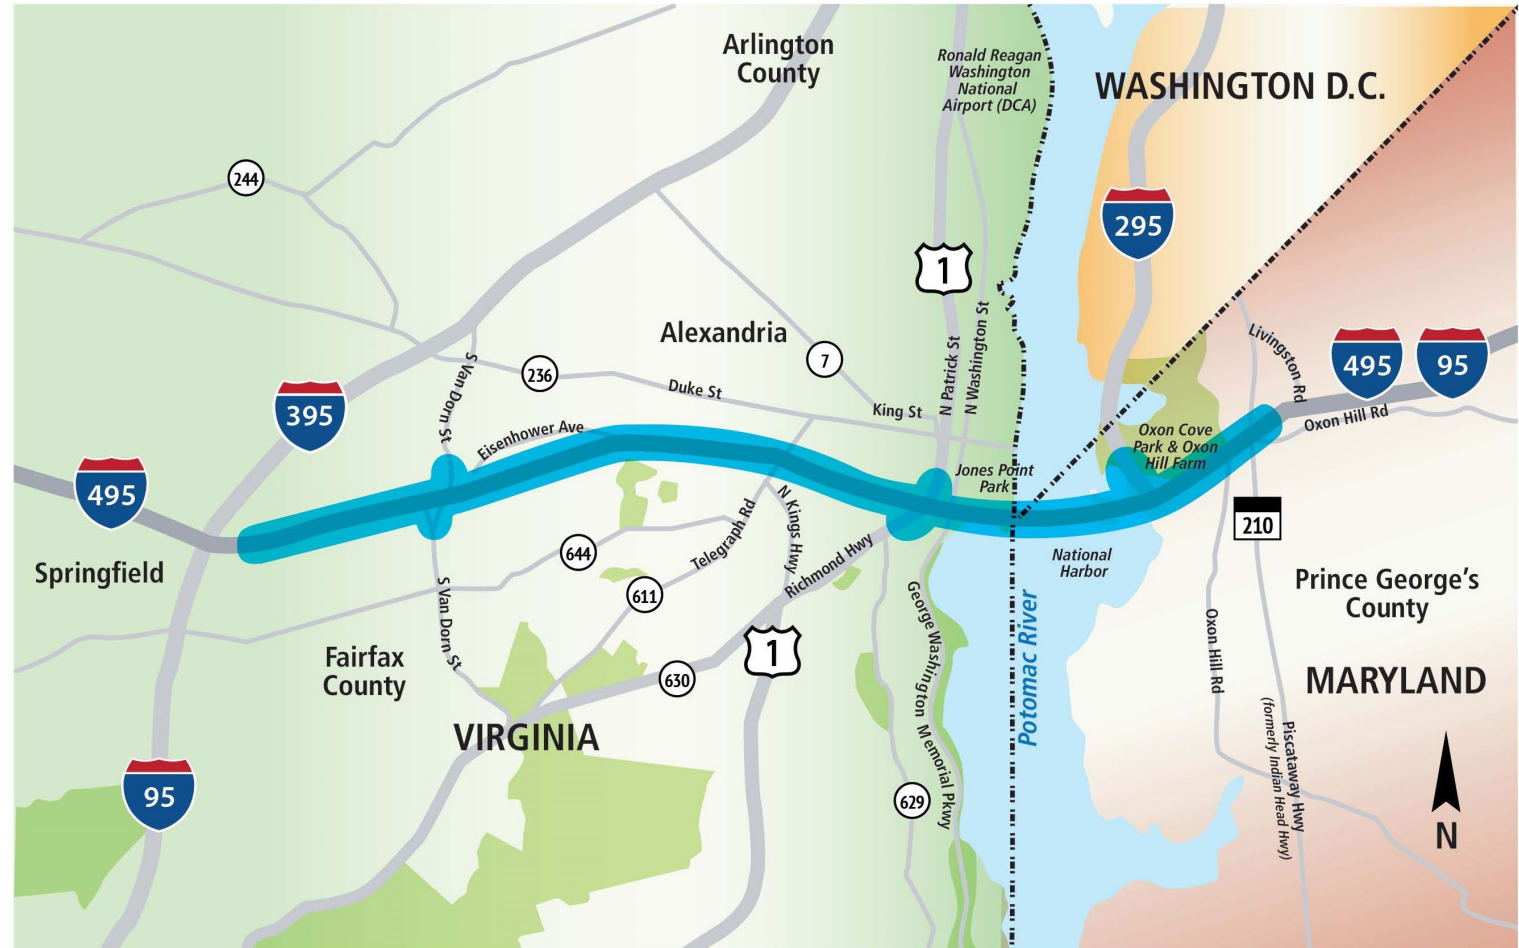 Arlington
County
Ronald Reagan
Washington
National
Airport (DCA)
WASHINGTON D.C.
244
295
1
Alexandria
7
N Patrick St
N Washington St
Livingston Rd
495
95
S Van Dorn St
236
Duke St
King St
Oxon Hill Rd
395
Eisenhower Ave
Oxon Cove
Park & Oxon
Hill Farm
495
Jones Point
Park
N Kings Hwy
Telegraph Rd
210
Springfield
644
Richmond Hwy
National
Harbor
611
S Van Dorn St
George Washington Memorial Pkwy
Potomac River
Oxon Hill Rd
Prince George's
County
Fairfax
County
1
630
MARYLAND
VIRGINIA
Piscataway Hwy
(formerly Indian Head Hwy)
95
629
N